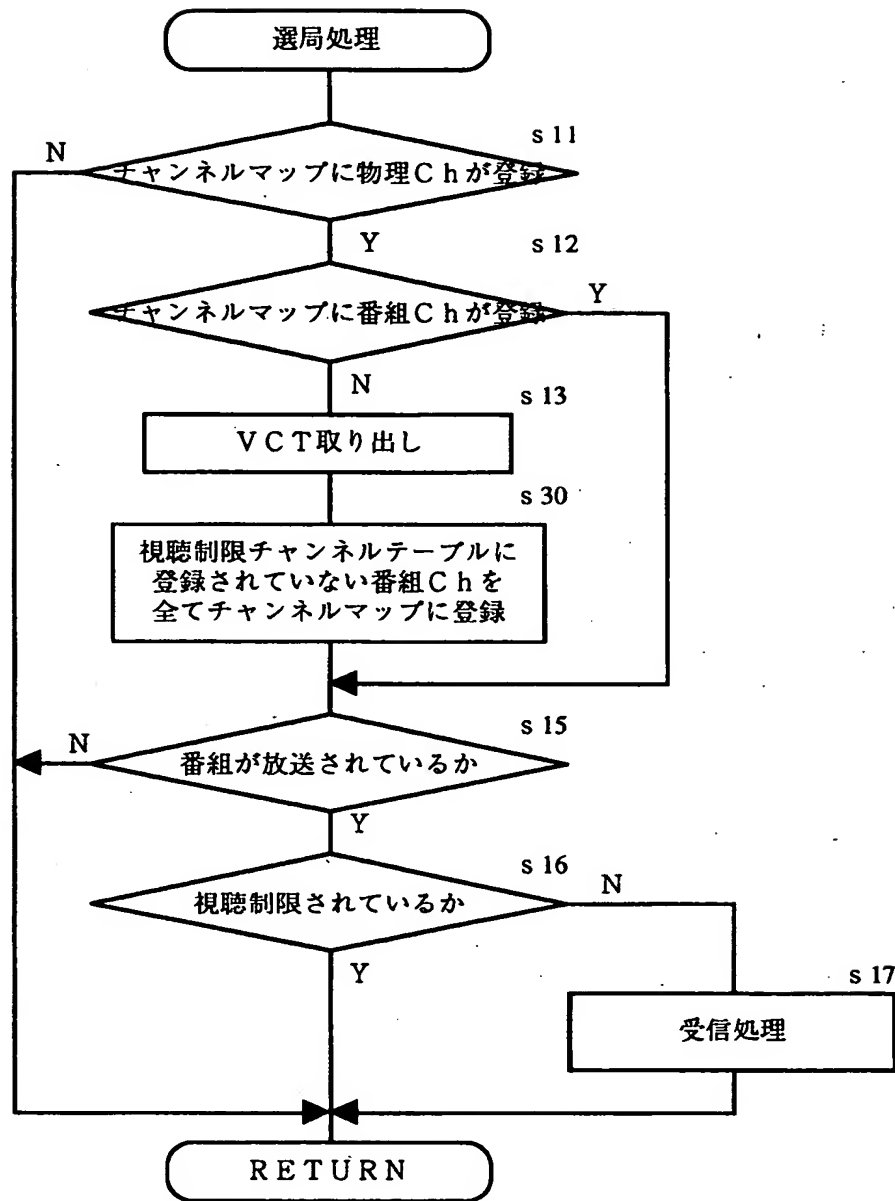 選局処理
s 11
N
チャンネルマップに物理Chが登録
Y
s 12
チャンネルマップに番組Chが登録
Y
N
s 13
VCT取り出し
s 30
視聴制限チャンネルテーブルに
登録されていない番組Chを
全てチャンネルマップに登録
s 15
N
番組が放送されているか
Y
s 16
視聴制限されているか
N
Y
s 17
受信処理
RETURN